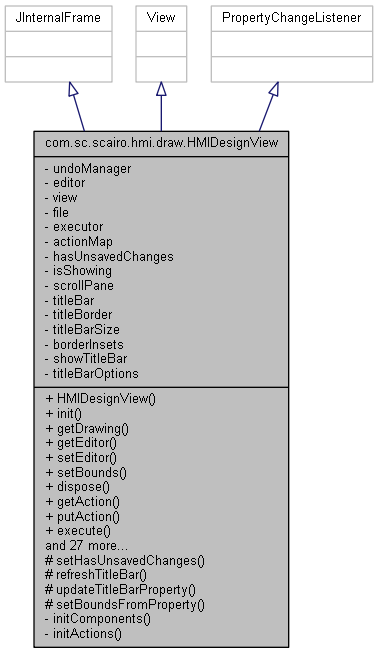 JInternalFrame
View
PropertyChangeListener
com.sc.scairo.hmi.draw.HMIDesignView
- undoManager
- editor
- view
- file
- executor
- actionMap
- hasUnsavedChanges
- isShowing
- scrollPane
- titleBar
- titleBorder
- titleBarSize
- borderInsets
- showTitleBar
- titleBarOptions
+ HMIDesignView()
+ init()
+ getDrawing()
+ getEditor()
+ setEditor()
+ setBounds()
+ dispose()
+ getAction()
+ putAction()
+ execute()
and 27 more...
# setHasUnsavedChanges()
# refreshTitleBar()
# updateTitleBarProperty()
# setBoundsFromProperty()
- initComponents()
- initActions()